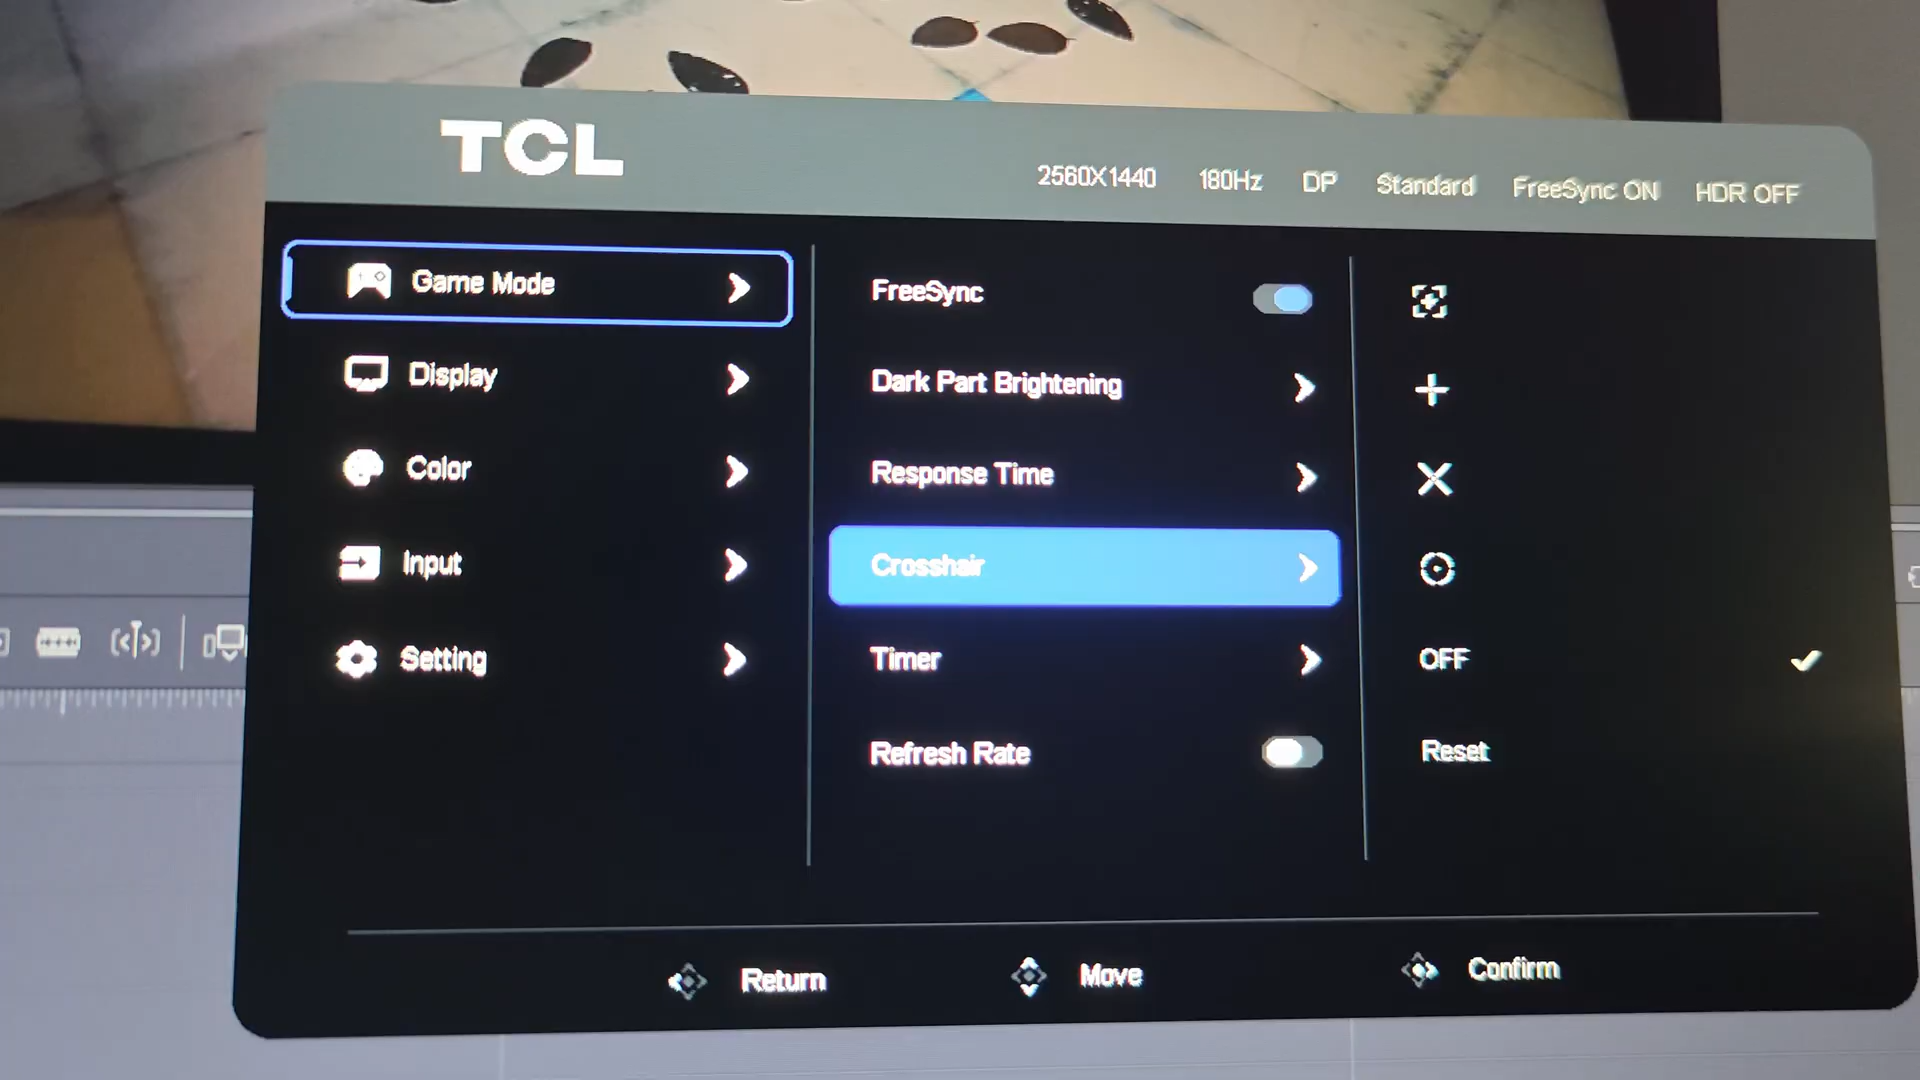 TCL
2560X1440 180Hz DP Standard FreeSync ON HDR OFF
Game Mode
Display
Color
Input
Setting
FreeSync
Dark Part Brightening
Response Time
Crosshair
Timer
Refresh Rate
OFF
Reset
Return Move Confirm